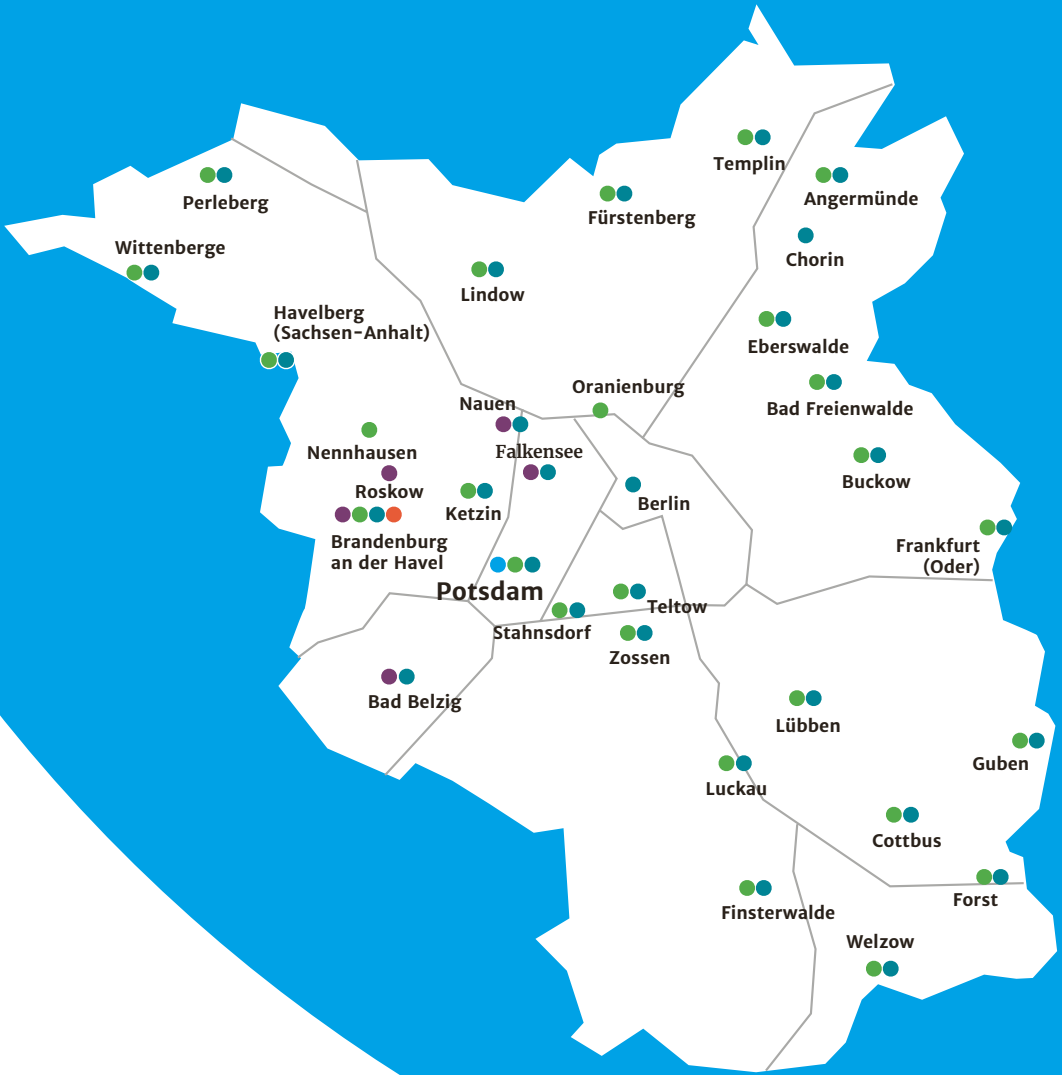 Templin
Perleberg
Angermünde
Fürstenberg
Wittenberge
Chorin
Lindow
Havelberg
(Sachsen-Anhalt)
Eberswalde
Oranienburg
Nauen
Bad Freienwalde
Nennhausen
Falkensee
Buckow
Roskow
Berlin
Ketzin
Brandenburg
an der Havel
Frankfurt
(Oder)
Potsdam
Teltow
Stahnsdorf
Zossen
Bad Belzig
Lübben
Guben
Luckau
Cottbus
Forst
Finsterwalde
Welzow